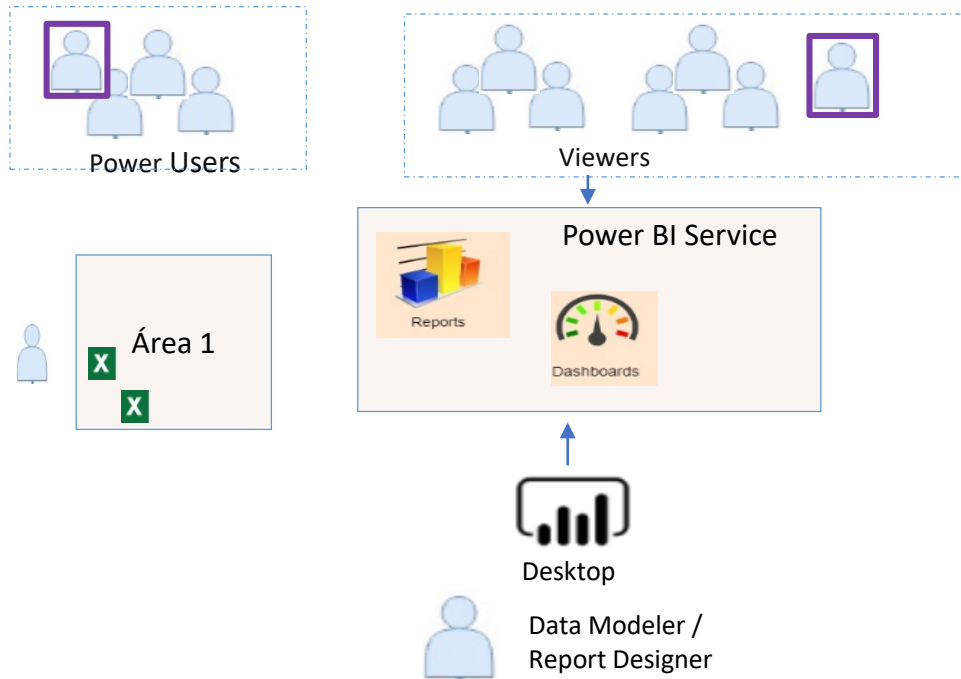 Power Users
Viewers
Power BI Service
Reports
Dashboards
Área 1
X
X
Desktop
Data Modeler /
Report Designer